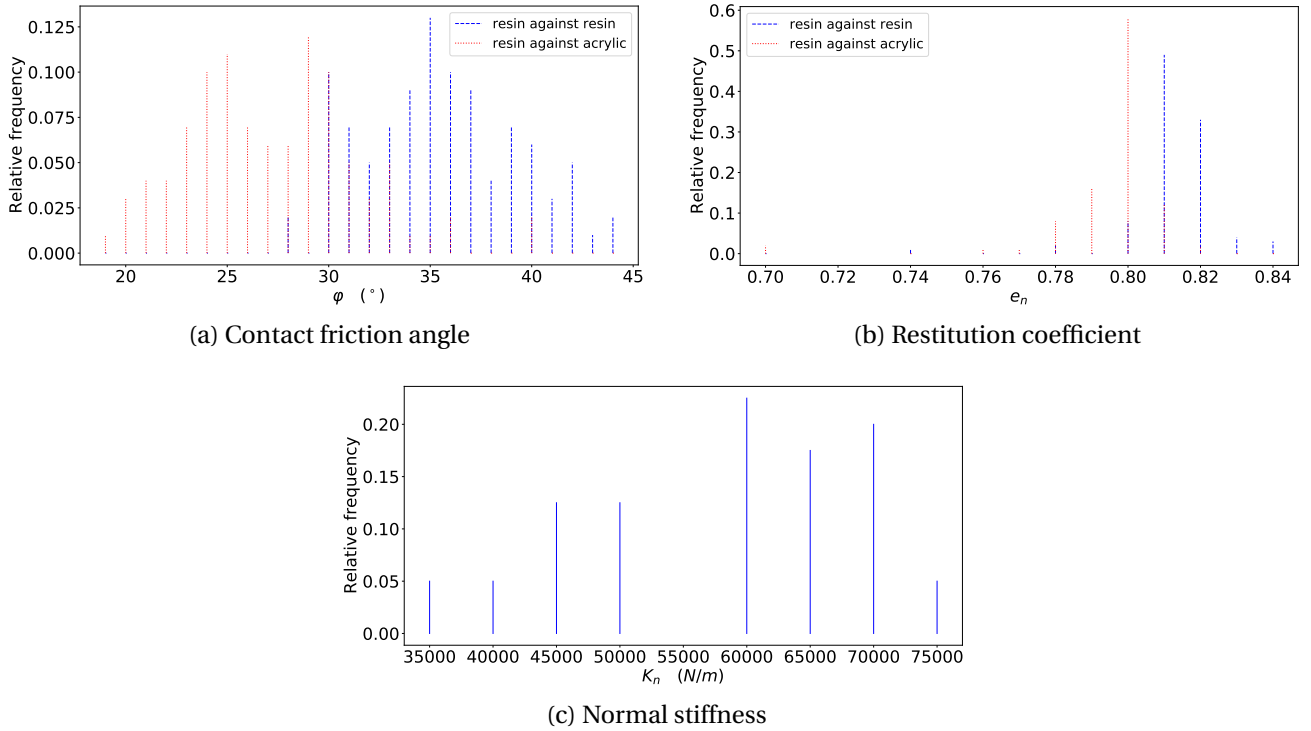 0.125
0.100
0.075
0.050
0.025
0.000
Relative frequency
resin against resin
resin against acrylic
20 25 30 35 40 45
φ (°)
(a) Contact friction angle
0.6
0.5
0.4
0.3
0.2
0.1
0.0
Relative frequency
resin against resin
resin against acrylic
0.70 0.72 0.74 0.76 0.78 0.80 0.82 0.84
e_n
(b) Restitution coefficient
0.20
0.15
0.10
0.05
0.00
Relative frequency
35000 40000 45000 50000 55000 60000 65000 70000 75000
K_n (N/m)
(c) Normal stiffness